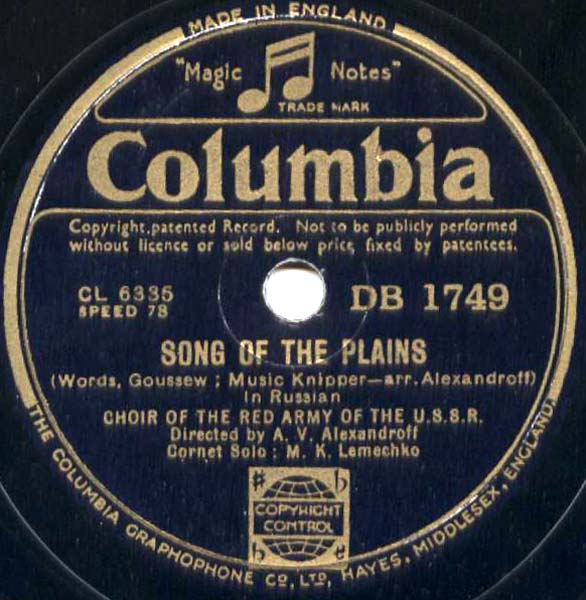 MADE IN ENGLAND
"Magic Notes"
TRADE MARK
Columbia
Copyright, patented Record. Not to be publicly performed
without licence or sold below price, fixed by patentees.
CL 6335 DB 1749
SPEED 78
SONG OF THE PLAINS
(Words, Goussew ; Music Knipper—arr. Alexandroff)
In Russian
CHOIR OF THE RED ARMY OF THE U.S.S.R.
Directed by A. V. Alexandroff
Cornet Solo : M. K. Lemechko
COPYRIGHT
CONTROL
THE COLUMBIA GRAPHOPHONE CO., LTD., HAYES, MIDDLESEX, ENGLAND.